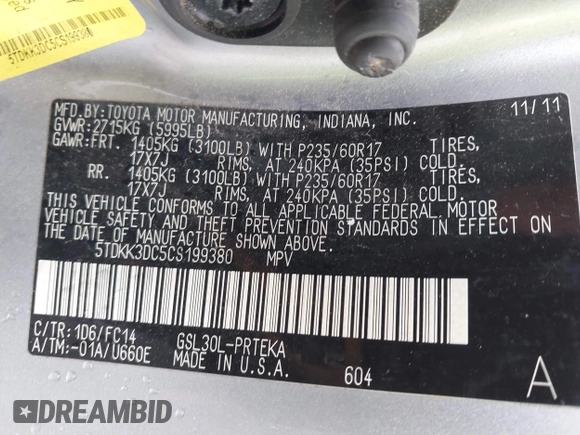 5TDKK3DC5CS199380
MFD.BY:TOYOTA MOTOR MANUFACTURING, INDIANA, INC. 11/11
GVWR:2715KG (5995LB)
GAWR:FRT. 1405KG (3100LB) WITH P235/60R17 TIRES,
17X7J RIMS, AT 240KPA (35PSI) COLD.
RR. 1405KG (3100LB) WITH P235/60R17 TIRES,
17X7J RIMS, AT 240KPA (35PSI) COLD.
THIS VEHICLE CONFORMS TO ALL APPLICABLE FEDERAL MOTOR
VEHICLE SAFETY AND THEFT PREVENTION STANDARDS IN EFFECT ON
THE DATE OF MANUFACTURE SHOWN ABOVE.
5TDKK3DC5CS199380 MPV
C/TR:1D6/FC14 GSL30L-PRTEKA
A/TM:-01A/U660E MADE IN U.S.A. 604 A
DREAMBID